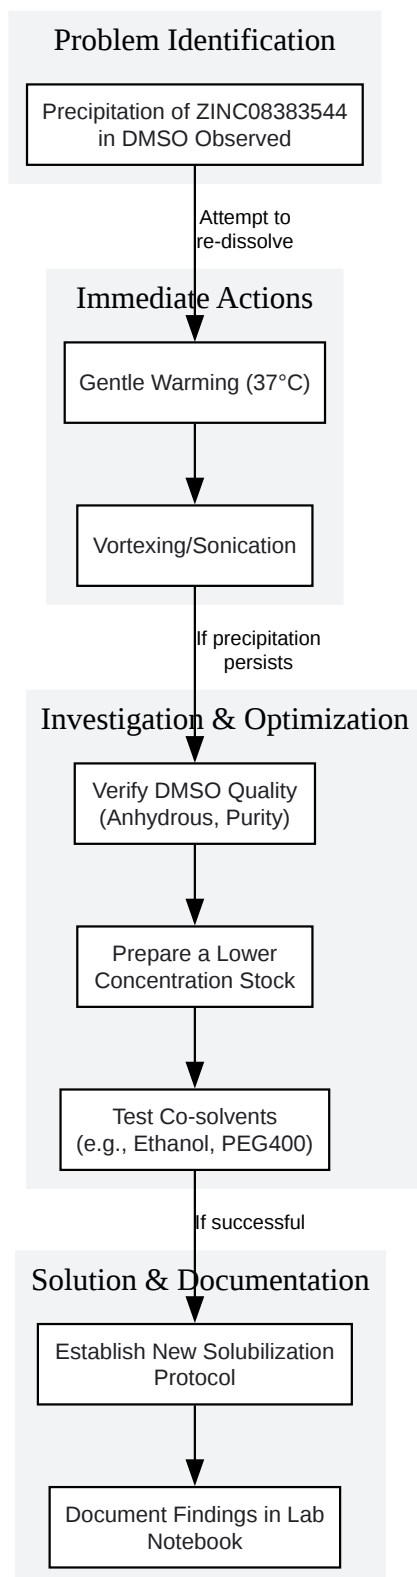 Problem Identification
Precipitation of ZINC08383544
in DMSO Observed
Attempt to
re-dissolve
Immediate Actions
Gentle Warming (37°C)
Vortexing/Sonication
If precipitation
persists
Investigation & Optimization
Verify DMSO Quality
(Anhydrous, Purity)
Prepare a Lower
Concentration Stock
Test Co-solvents
(e.g., Ethanol, PEG400)
If successful
Solution & Documentation
Establish New Solubilization
Protocol
Document Findings in Lab
Notebook